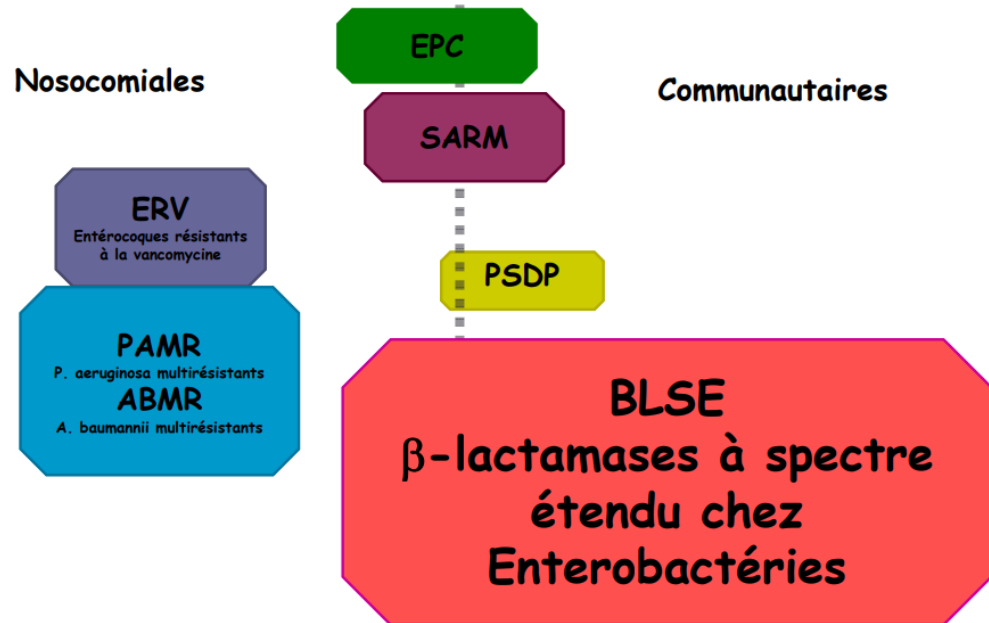 EPC
Nosocomiales
Communautaires
SARM
ERV
Entérocoques résistants
à la vancomycine
PSDP
PAMR
P. aeruginosa multirésistants
ABMR
A. baumannii multirésistants
BLSE
β-lactamases à spectre
étendu chez
Enterobactéries